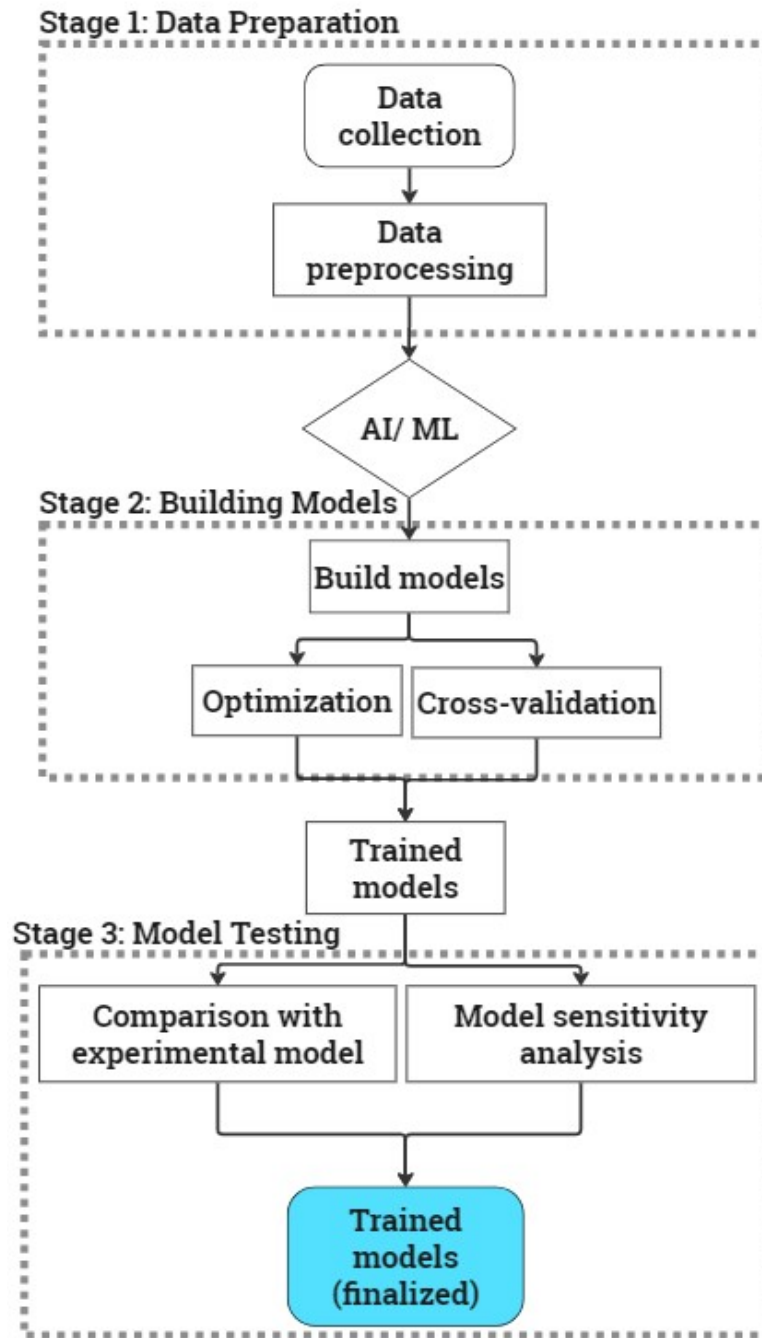 Stage 1: Data Preparation
Data
collection
Data
preprocessing
AI/ ML
Stage 2: Building Models
Build models
Optimization
Cross-validation
Trained
models
Stage 3: Model Testing
Comparison with
experimental model
Model sensitivity
analysis
Trained
models
(finalized)